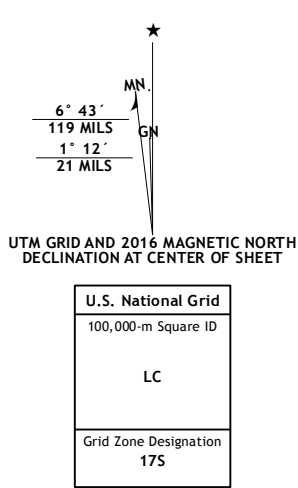 MN
GN
6° 43´
119 MILS
1° 12´
21 MILS
UTM GRID AND 2016 MAGNETIC NORTH
DECLINATION AT CENTER OF SHEET
U.S. National Grid
100,000-m Square ID
LC
Grid Zone Designation
17S